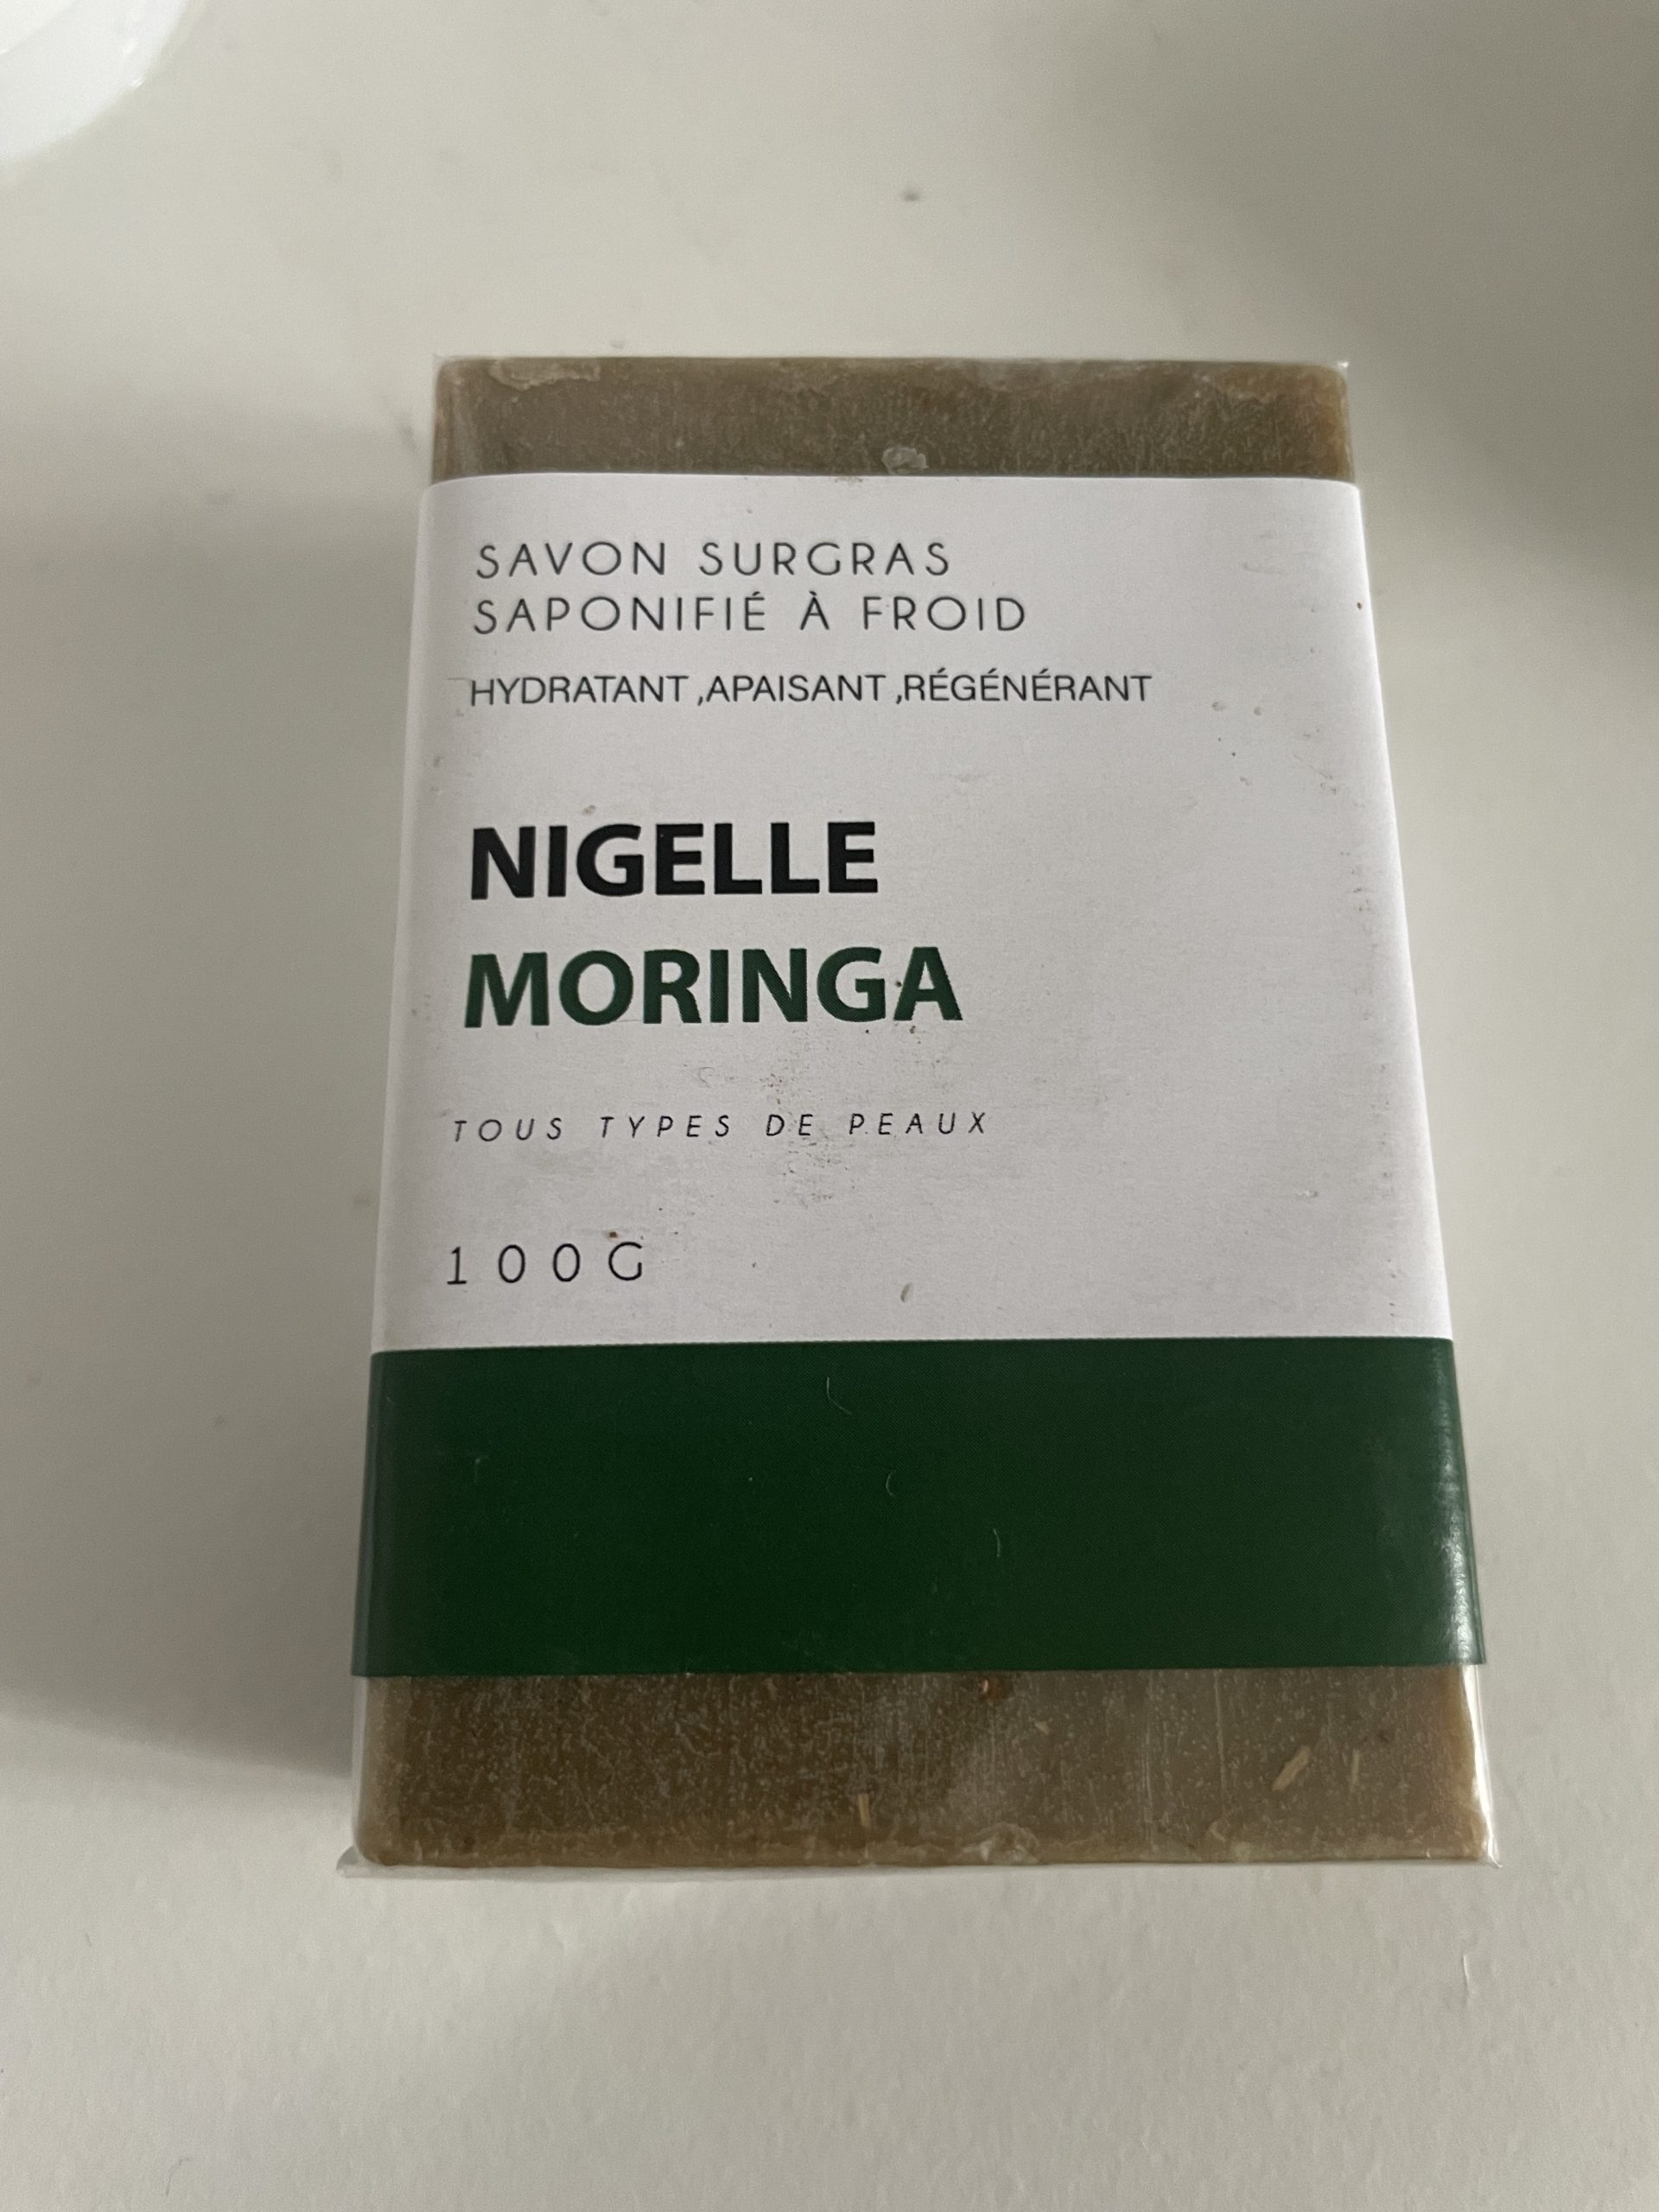 SAVON SURGRAS
SAPONIFIÉ À FROID
HYDRATANT ,APAISANT ,RÉGÉNÉRANT
NIGELLE
MORINGA
TOUS TYPES DE PEAUX
100G